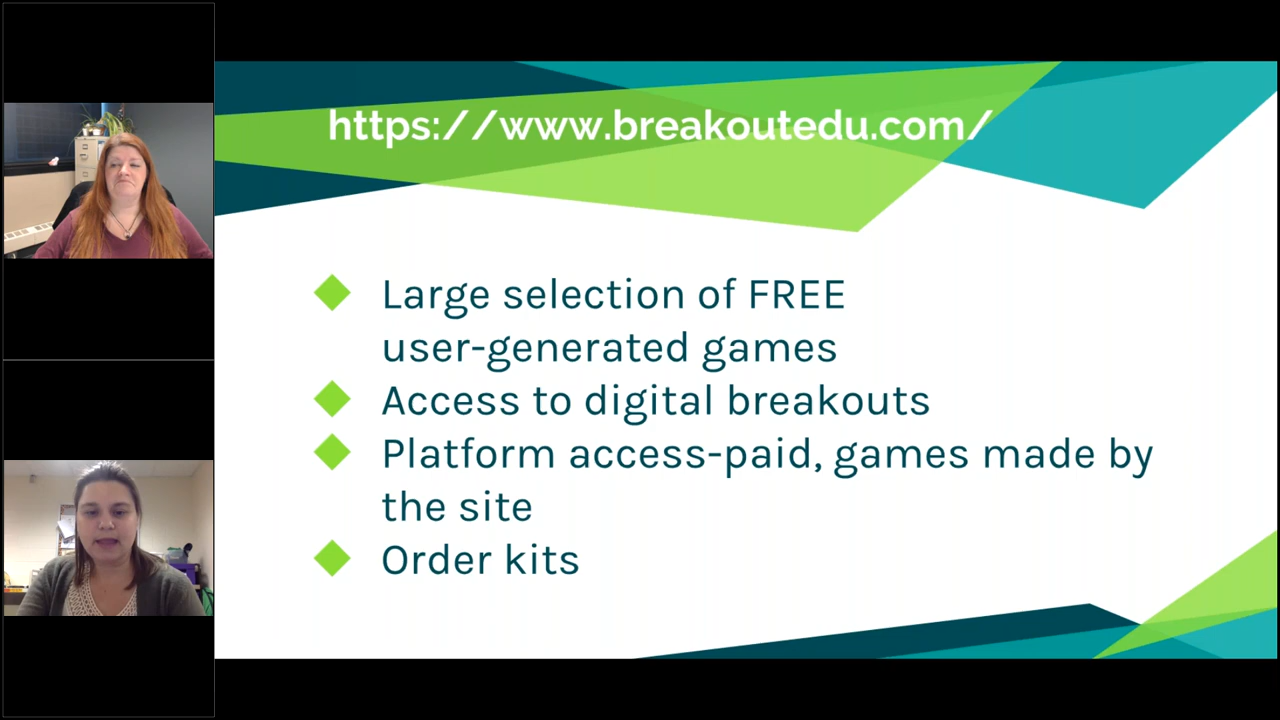 https://www.breakoutedu.com/
Large selection of FREE
user-generated games
Access to digital breakouts
Platform access-paid, games made by
the site
Order kits